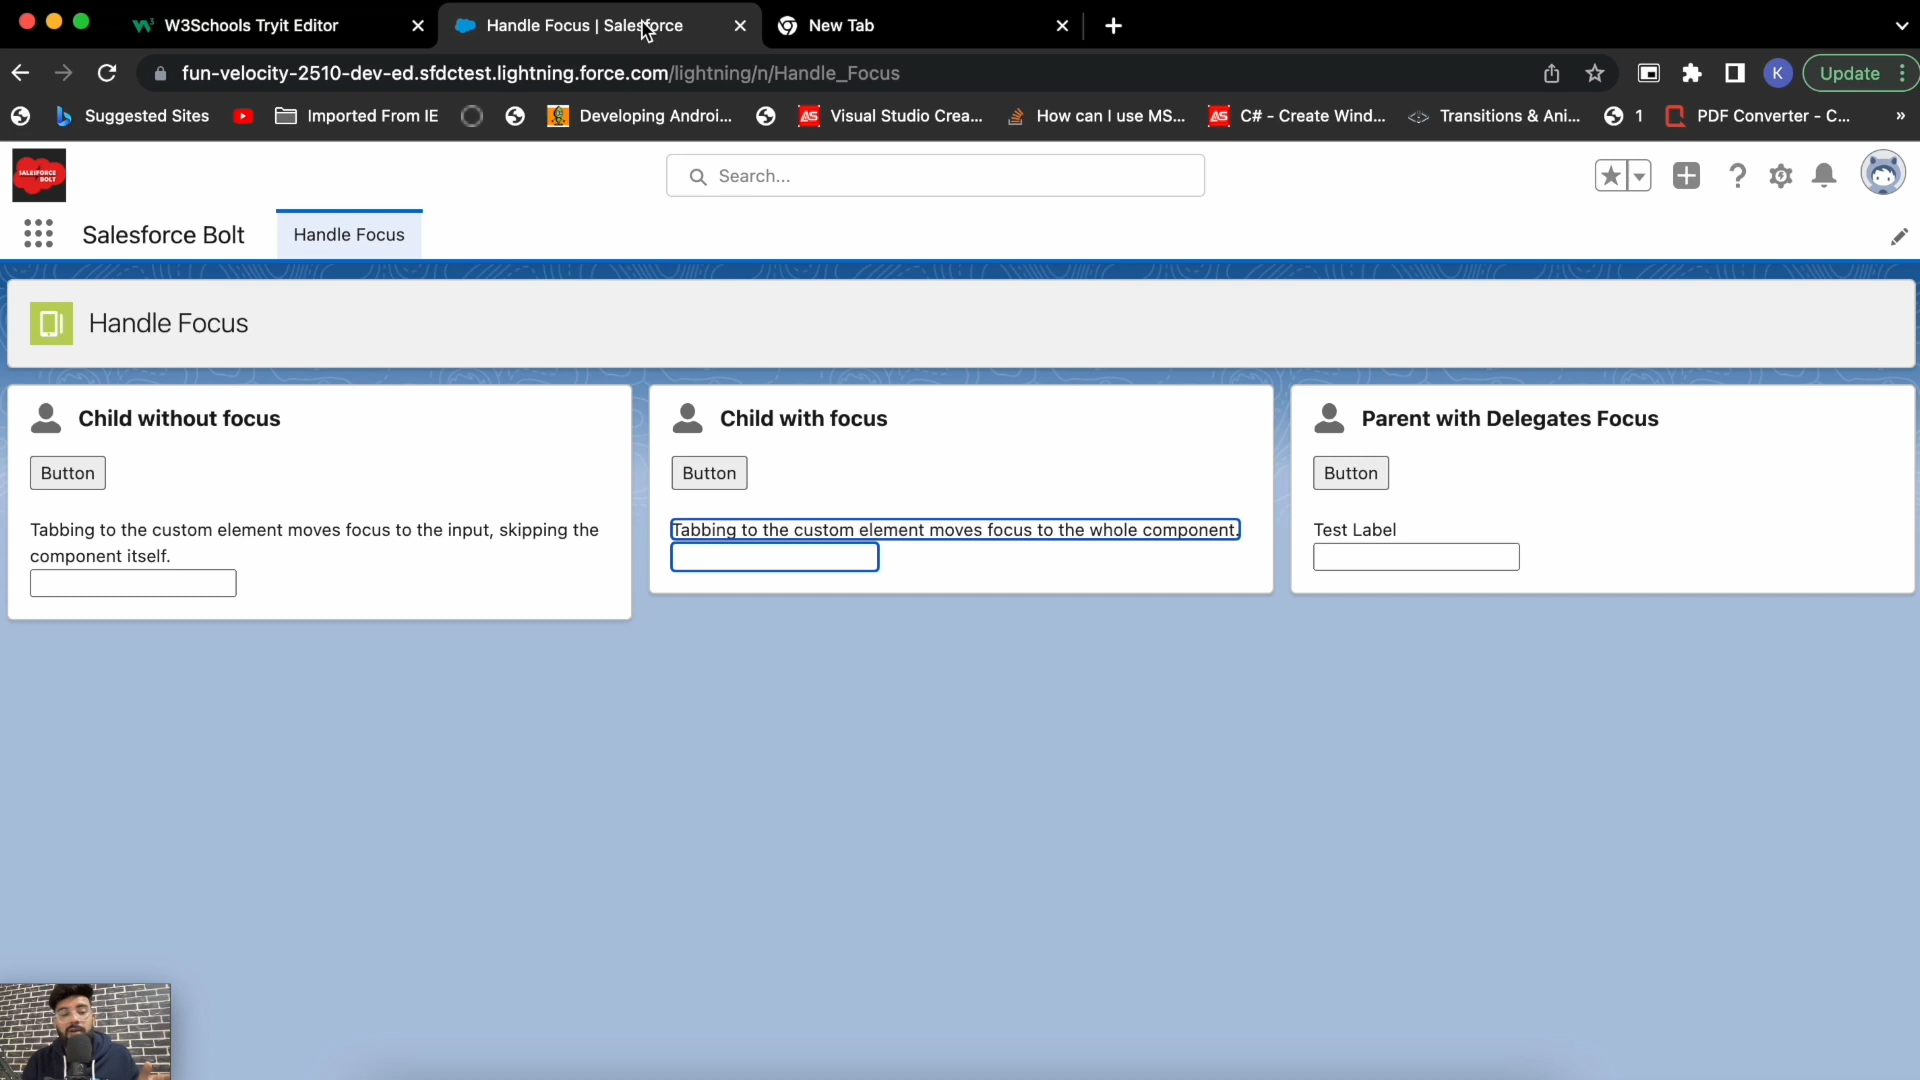 W3Schools Tryit Editor
Handle Focus | Salesforce
New Tab
fun-velocity-2510-dev-ed.sfdctest.lightning.force.com/lightning/n/Handle_Focus
K
Update
Suggested Sites
Imported From IE
Developing Androi...
AS
Visual Studio Crea...
How can I use MS...
AS
C# - Create Wind...
Transitions & Ani...
1
PDF Converter - C...
»
SALESFORCE
BOLT
Search...
Salesforce Bolt
Handle Focus
Handle Focus
Child without focus
Button
Tabbing to the custom element moves focus to the input, skipping the
component itself.
Child with focus
Button
Tabbing to the custom element moves focus to the whole component.
Parent with Delegates Focus
Button
Test Label